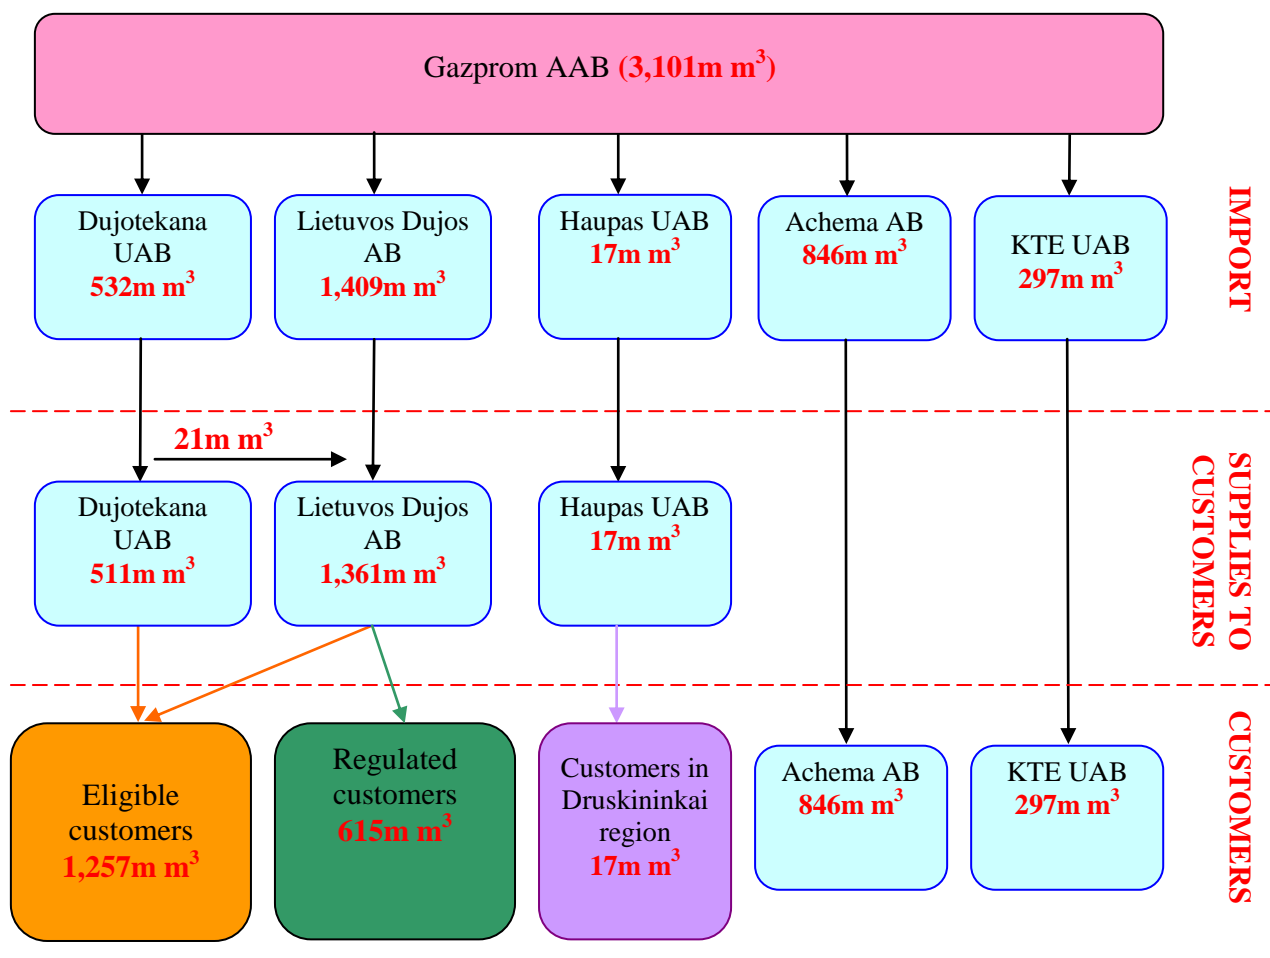 Gazprom AAB (3,101m m³)
Dujotekana
UAB
532m m³
Lietuvos Dujos
AB
1,409m m³
Haupas UAB
17m m³
Achema AB
846m m³
KTE UAB
297m m³
IMPORT
21m m³
Dujotekana
UAB
511m m³
Lietuvos Dujos
AB
1,361m m³
Haupas UAB
17m m³
SUPPLIES TO
CUSTOMERS
Eligible
customers
1,257m m³
Regulated
customers
615m m³
Customers in
Druskininkai
region
17m m³
Achema AB
846m m³
KTE UAB
297m m³
CUSTOMERS